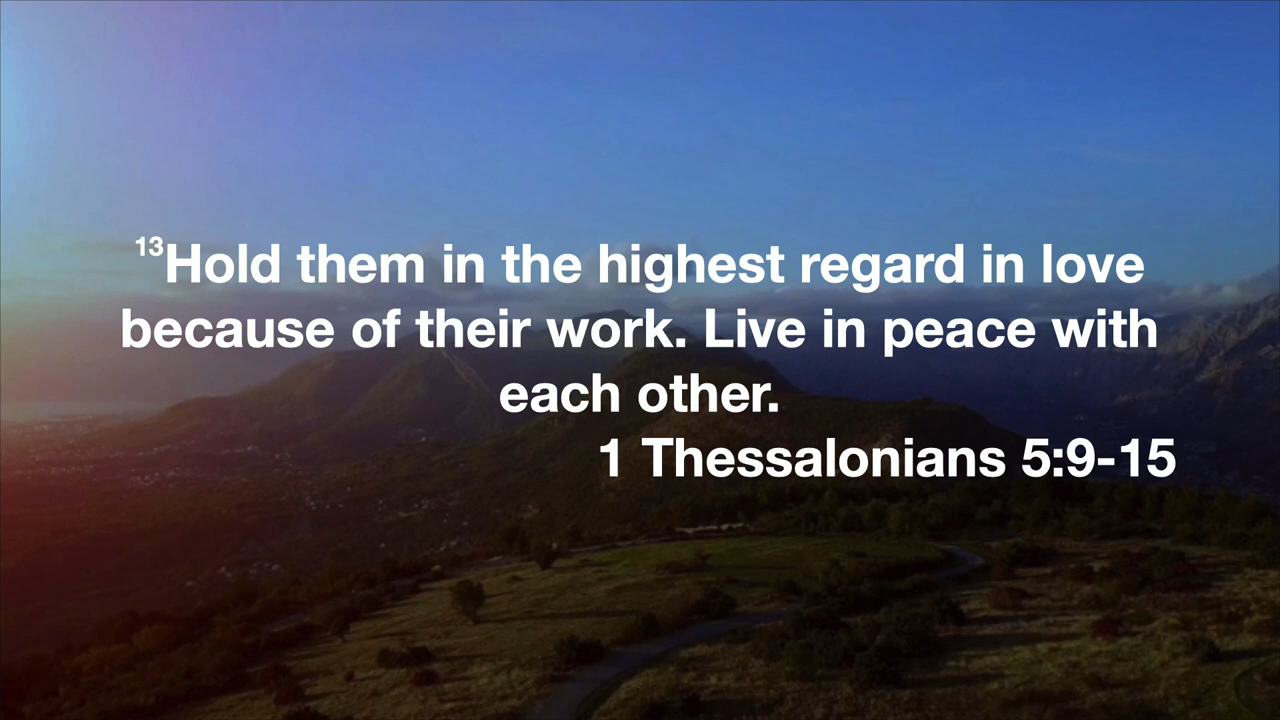 ¹³Hold them in the highest regard in love
because of their work. Live in peace with
each other.
1 Thessalonians 5:9-15